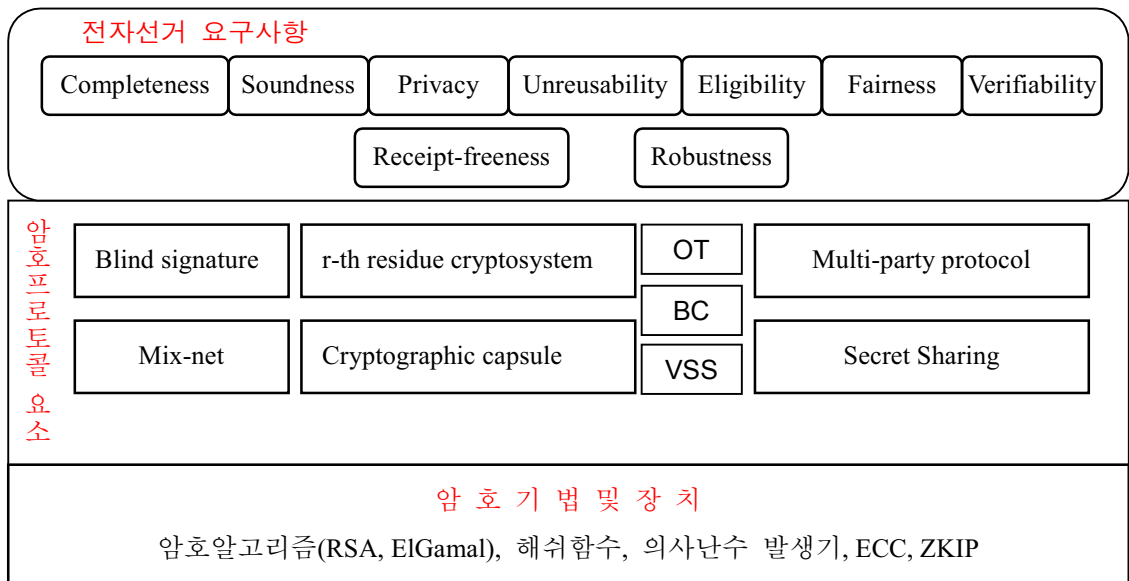 전자선거 요구사항
Completeness Soundness Privacy Unreusability Eligibility Fairness Verifiability
Receipt-freeness Robustness
암호프로토콜 요소
Blind signature r-th residue cryptosystem OT Multi-party protocol
BC
Mix-net Cryptographic capsule VSS Secret Sharing
암 호 기 법 및 장 치
암호알고리즘(RSA, ElGamal), 해쉬함수, 의사난수 발생기, ECC, ZKIP